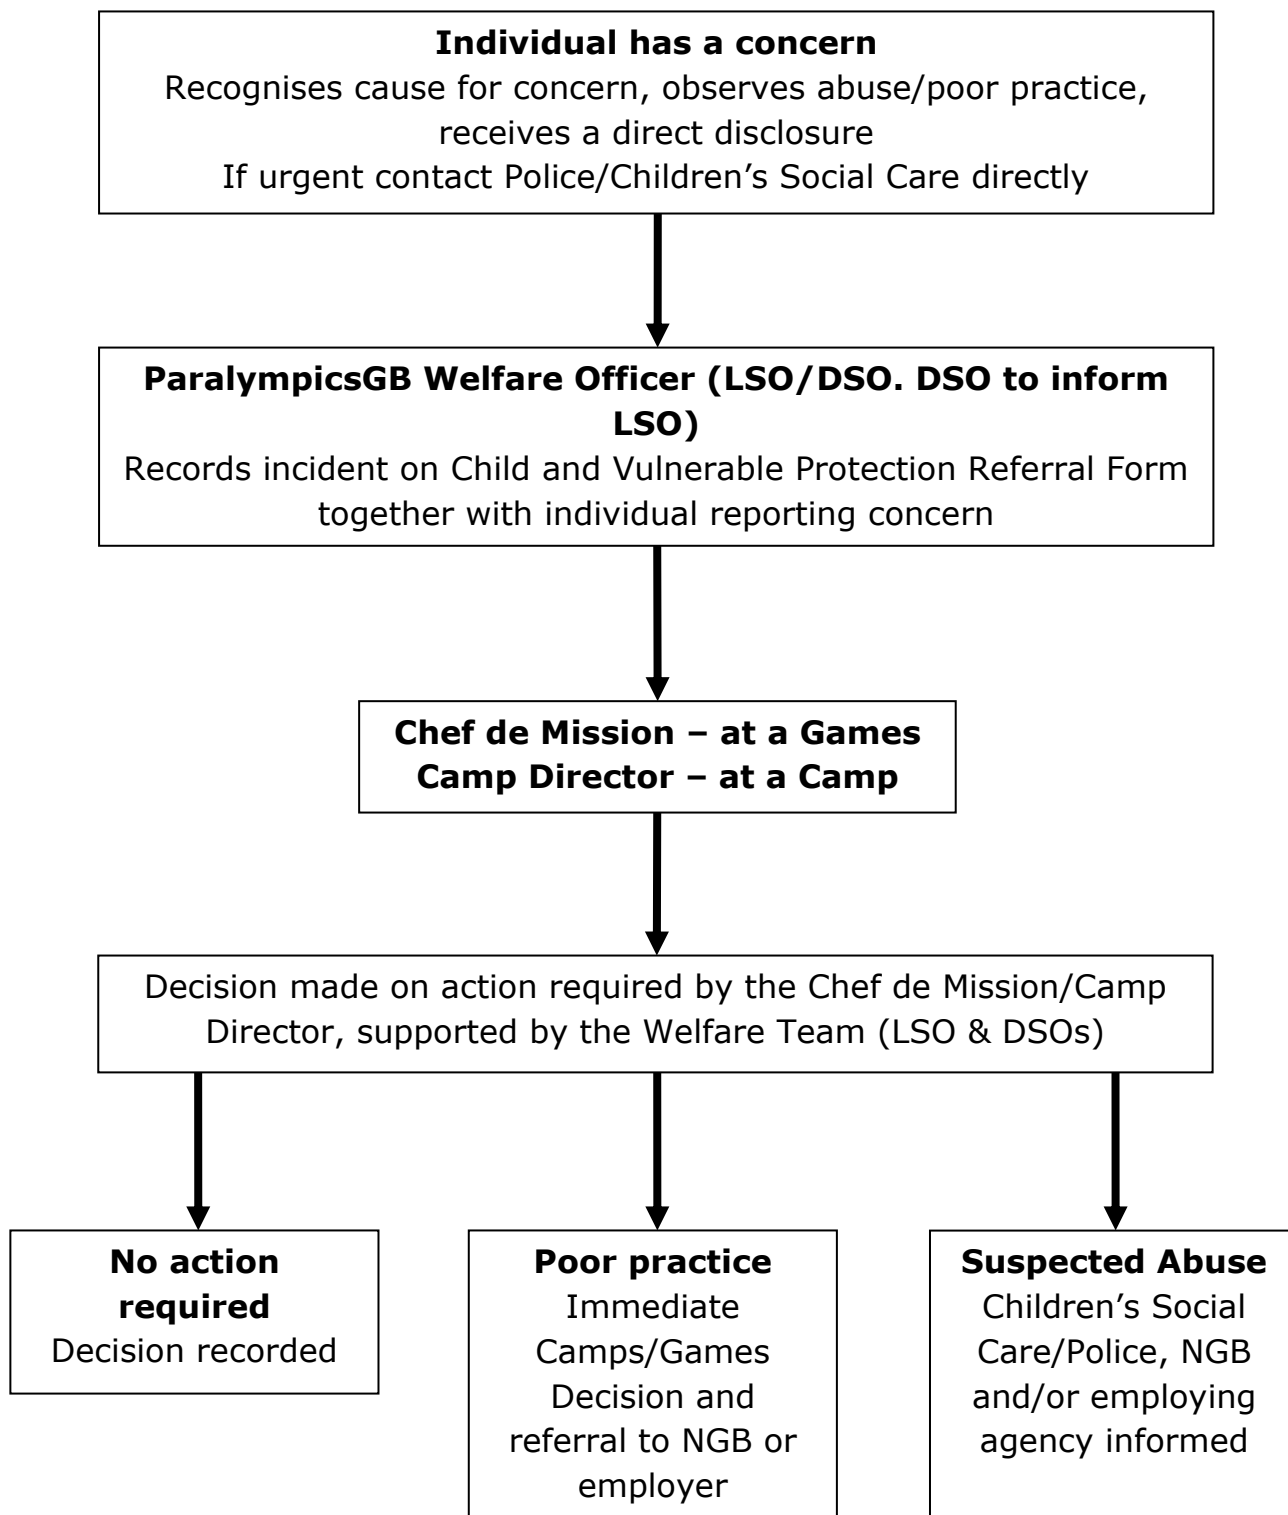 Individual has a concern
Recognises cause for concern, observes abuse/poor practice,
receives a direct disclosure
If urgent contact Police/Children’s Social Care directly
ParalympicsGB Welfare Officer (LSO/DSO. DSO to inform
LSO)
Records incident on Child and Vulnerable Protection Referral Form
together with individual reporting concern
Chef de Mission – at a Games
Camp Director – at a Camp
Decision made on action required by the Chef de Mission/Camp
Director, supported by the Welfare Team (LSO & DSOs)
No action
required
Decision recorded
Poor practice
Immediate
Camps/Games
Decision and
referral to NGB or
employer
Suspected Abuse
Children’s Social
Care/Police, NGB
and/or employing
agency informed